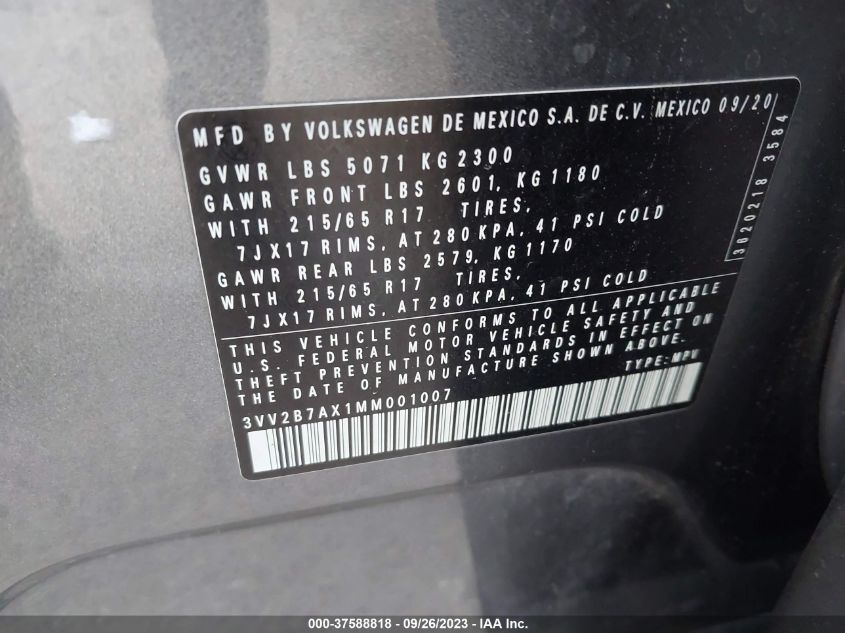 MFD BY VOLKSWAGEN DE MEXICO S.A. DE C.V. MEXICO 09/20
GVWR LBS 5071 KG 2300
GAWR FRONT LBS 2601, KG 1180
WITH 215/65 R17 TIRES,
7JX17 RIMS, AT 280 KPA, 41 PSI COLD
GAWR REAR LBS 2579, KG 1170
WITH 215/65 R17 TIRES,
7JX17 RIMS, AT 280 KPA, 41 PSI COLD
THIS VEHICLE CONFORMS TO ALL APPLICABLE
U.S. FEDERAL MOTOR VEHICLE SAFETY AND
THEFT PREVENTION STANDARDS IN EFFECT ON
THE DATE OF MANUFACTURE SHOWN ABOVE.
TYPE: MPV
3VV2B7AX1MM001007
3620218 3584
000-37588818 - 09/26/2023 - IAA Inc.